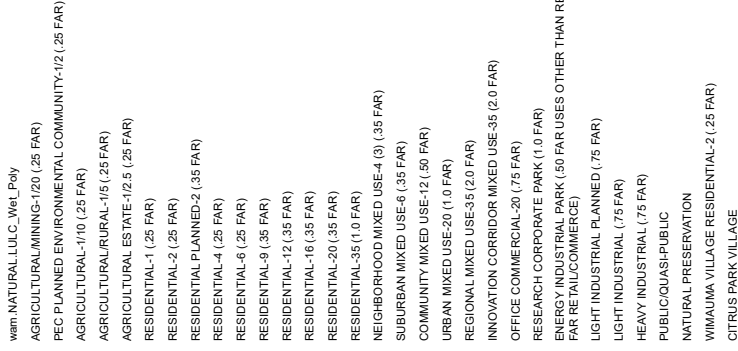 wam.NATURAL.LULC_Wet_Poly
AGRICULTURAL/MINING-1/20 (.25 FAR)
PEC PLANNED ENVIRONMENTAL COMMUNITY-1/2 (.25 FAR)
AGRICULTURAL-1/10 (.25 FAR)
AGRICULTURAL/RURAL-1/5 (.25 FAR)
AGRICULTURAL ESTATE-1/2.5 (.25 FAR)
RESIDENTIAL-1 (.25 FAR)
RESIDENTIAL-2 (.25 FAR)
RESIDENTIAL PLANNED-2 (.35 FAR)
RESIDENTIAL-4 (.25 FAR)
RESIDENTIAL-6 (.25 FAR)
RESIDENTIAL-9 (.35 FAR)
RESIDENTIAL-12 (.35 FAR)
RESIDENTIAL-16 (.35 FAR)
RESIDENTIAL-20 (.35 FAR)
RESIDENTIAL-35 (1.0 FAR)
NEIGHBORHOOD MIXED USE-4 (3) (.35 FAR)
SUBURBAN MIXED USE-6 (.35 FAR)
COMMUNITY MIXED USE-12 (.50 FAR)
URBAN MIXED USE-20 (1.0 FAR)
REGIONAL MIXED USE-35 (2.0 FAR)
INNOVATION CORRIDOR MIXED USE-35 (2.0 FAR)
OFFICE COMMERCIAL-20 (.75 FAR)
RESEARCH CORPORATE PARK (1.0 FAR)
ENERGY INDUSTRIAL PARK (.50 FAR USES OTHER THAN RE
FAR RETAIL/COMMERCE)
LIGHT INDUSTRIAL PLANNED (.75 FAR)
LIGHT INDUSTRIAL (.75 FAR)
HEAVY INDUSTRIAL (.75 FAR)
PUBLIC/QUASI-PUBLIC
NATURAL PRESERVATION
WIMAUMA VILLAGE RESIDENTIAL-2 (.25 FAR)
CITRUS PARK VILLAGE